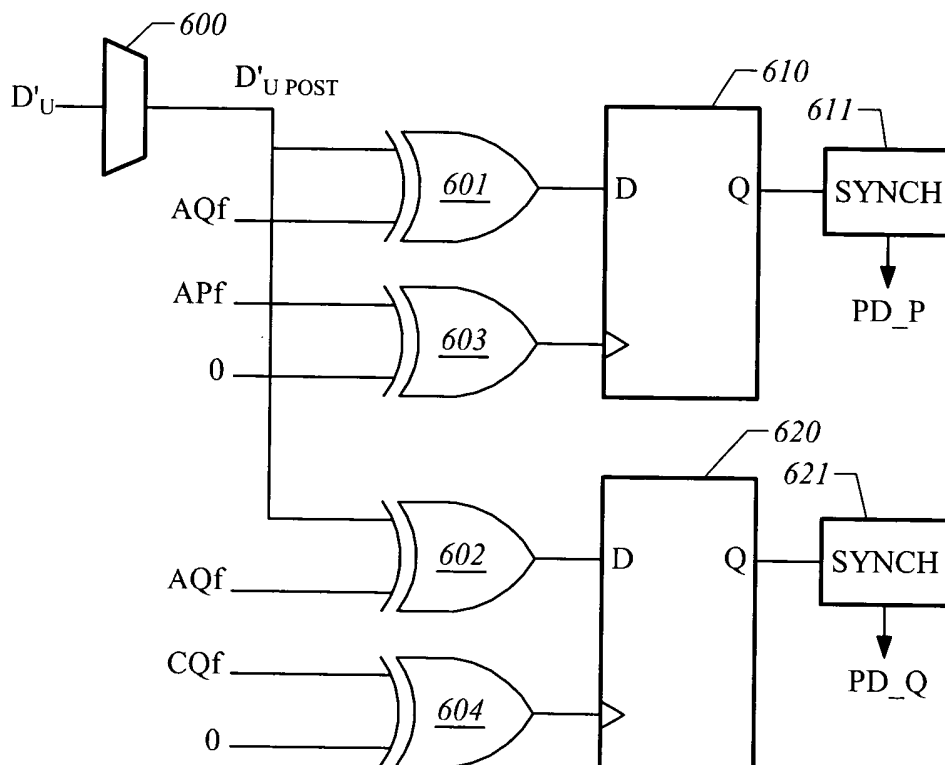 600
D'U
D'U POST
610
611
601
D
Q
SYNCH
AQf
APf
603
PD_P
0
620
621
602
D
Q
SYNCH
AQf
CQf
604
PD_Q
0